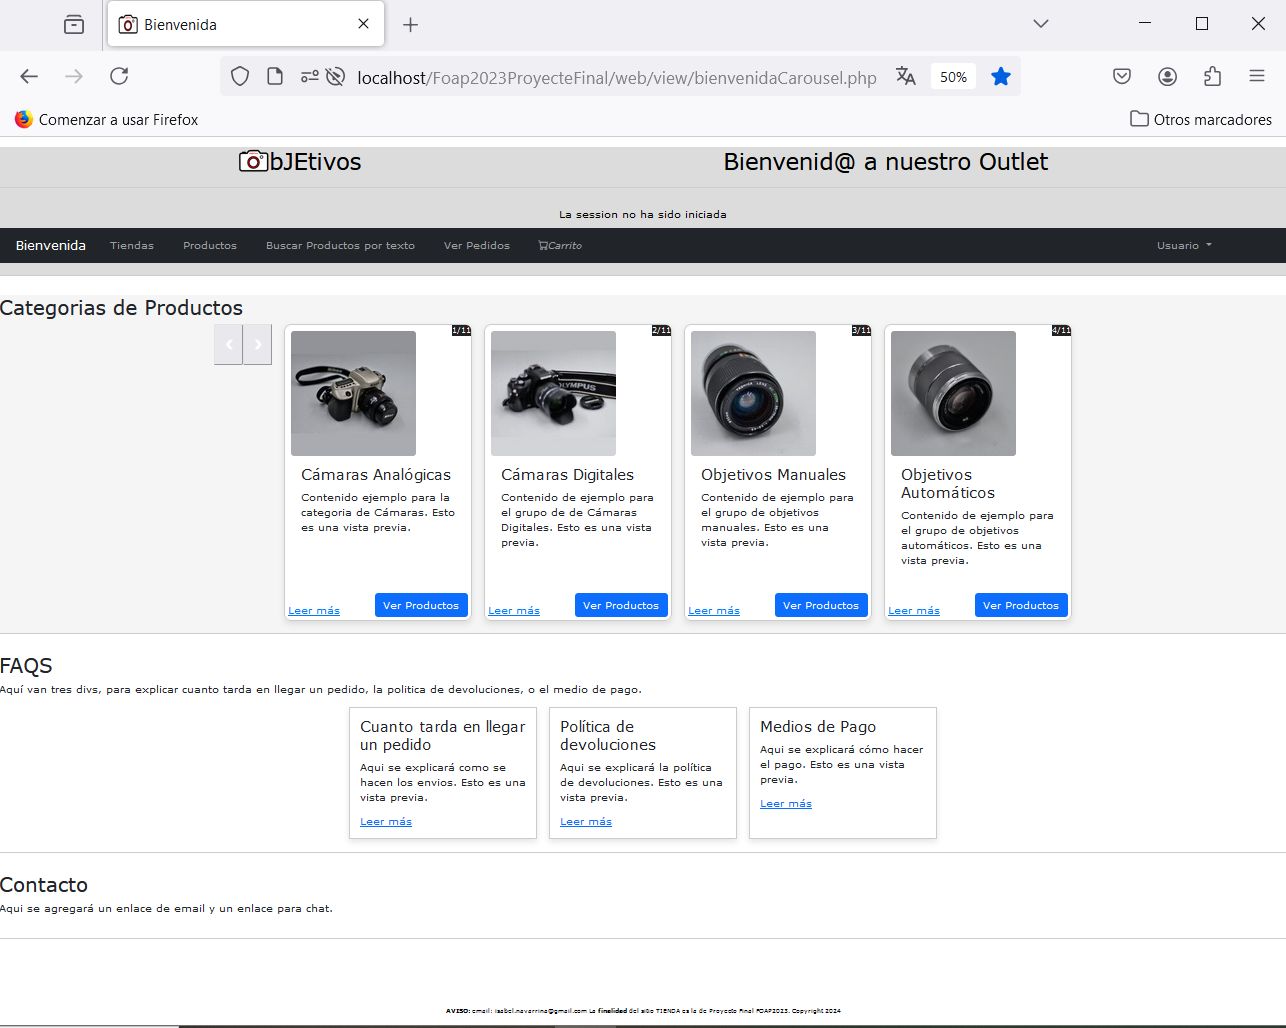 Bienvenida
localhost/Foap2023ProyecteFinal/web/view/bienvenidaCarousel.php
50%
Comenzar a usar Firefox
Otros marcadores
bJEtivos
Bienvenid@ a nuestro Outlet
La session no ha sido iniciada
Bienvenida Tiendas Productos Buscar Productos por texto Ver Pedidos Carrito Usuario
Categorias de Productos
1/11
2/11
3/11
4/11
OLYMPUS
Cámaras Analógicas
Contenido ejemplo para la
categoria de Cámaras. Esto
es una vista previa.
Leer más
Ver Productos
Cámaras Digitales
Contenido de ejemplo para
el grupo de de Cámaras
Digitales. Esto es una vista
previa.
Leer más
Ver Productos
Objetivos Manuales
Contenido de ejemplo para
el grupo de objetivos
manuales. Esto es una
vista previa.
Leer más
Ver Productos
Objetivos
Automáticos
Contenido de ejemplo para
el grupo de objetivos
automáticos. Esto es una
vista previa.
Leer más
Ver Productos
FAQS
Aquí van tres divs, para explicar cuanto tarda en llegar un pedido, la politica de devoluciones, o el medio de pago.
Cuanto tarda en llegar
un pedido
Aqui se explicará como se
hacen los envios. Esto es una
vista previa.
Leer más
Política de
devoluciones
Aqui se explicará la política
de devoluciones. Esto es una
vista previa.
Leer más
Medios de Pago
Aqui se explicará cómo hacer
el pago. Esto es una vista
previa.
Leer más
Contacto
Aqui se agregará un enlace de email y un enlace para chat.
AVISO: email: isabel.navarrina@gmail.com La finalidad del sitio TIENDA es la de Proyecto Final FOAP2023. Copyright 2024